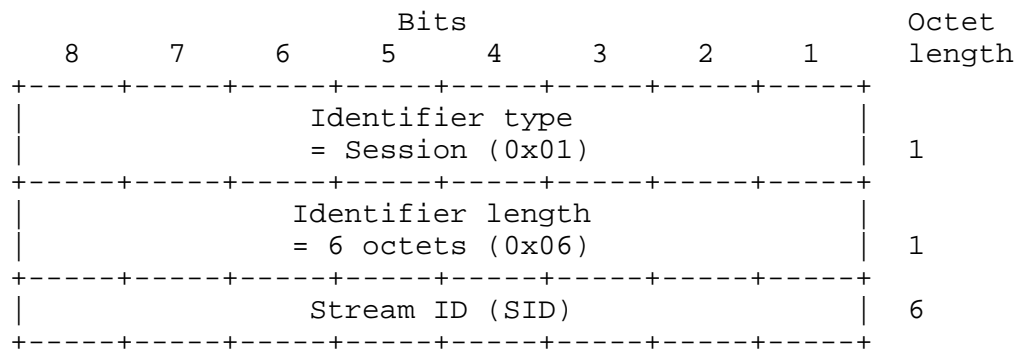 Bits                          Octet
   8     7     6     5     4     3     2     1     length
+-----+-----+-----+-----+-----+-----+-----+-----+
|                Identifier type                |
|                = Session (0x01)               |  1
+-----+-----+-----+-----+-----+-----+-----+-----+
|               Identifier length               |
|               = 6 octets (0x06)               |  1
+-----+-----+-----+-----+-----+-----+-----+-----+
|                Stream ID (SID)                |  6
+-----+-----+-----+-----+-----+-----+-----+-----+